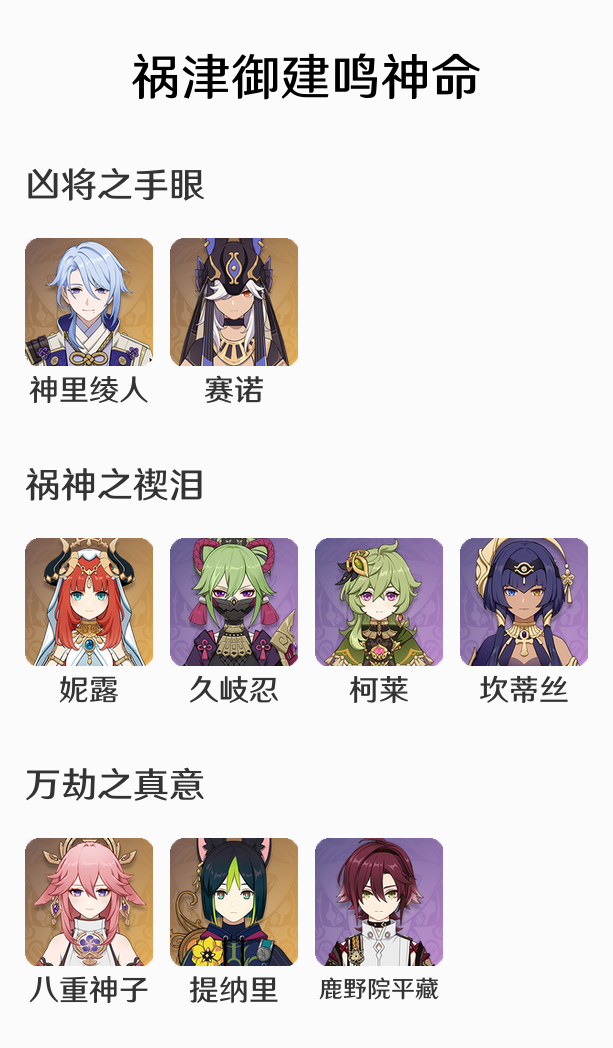 祸津御建鸣神命
凶将之手眼
神里绫人 赛诺
祸神之禊泪
妮露 久岐忍 柯莱 坎蒂丝
万劫之真意
八重神子 提纳里 鹿野院平藏